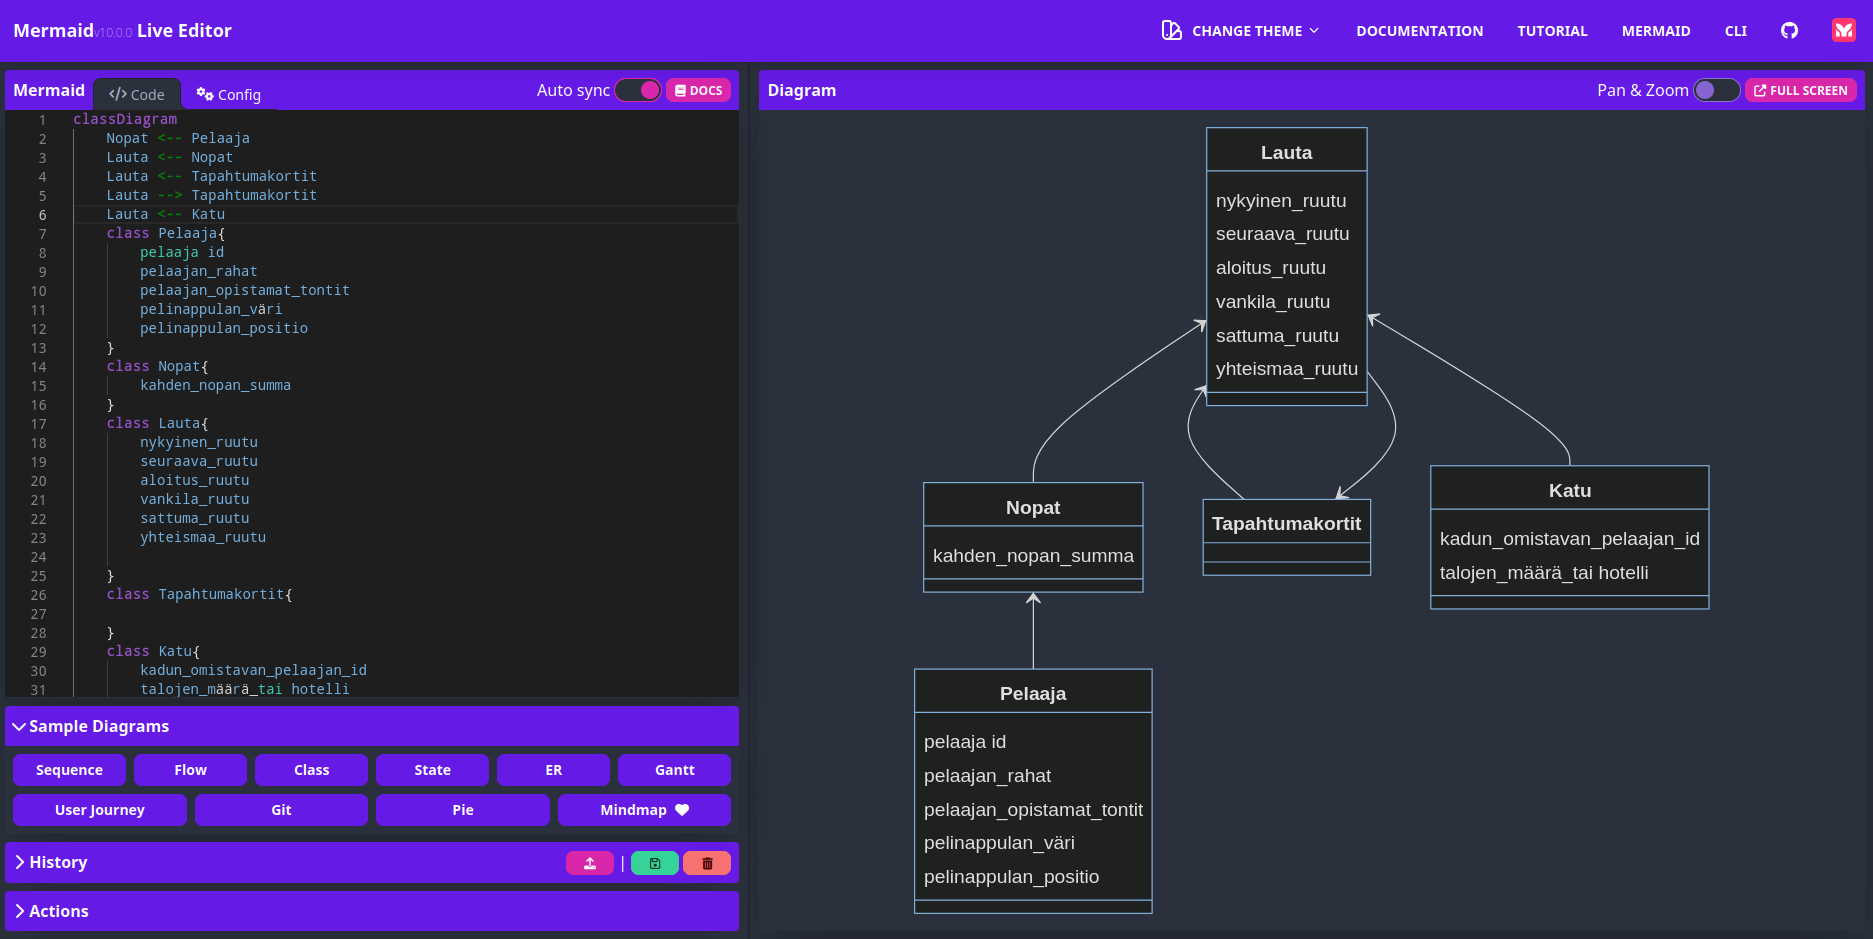 Mermaid v10.0.0 Live Editor
CHANGE THEME
DOCUMENTATION
TUTORIAL
MERMAID
CLI
Mermaid
Code
Config
Auto sync
DOCS
1 classDiagram
2 Nopat <-- Pelaaja
3 Lauta <-- Nopat
4 Lauta <-- Tapahtumakortit
5 Lauta --> Tapahtumakortit
6 Lauta <-- Katu
7 class Pelaaja{
8 pelaaja id
9 pelaajan_rahat
10 pelaajan_opistamat_tontit
11 pelinappulan_väri
12 pelinappulan_positio
13 }
14 class Nopat{
15 kahden_nopan_summa
16 }
17 class Lauta{
18 nykyinen_ruutu
19 seuraava_ruutu
20 aloitus_ruutu
21 vankila_ruutu
22 sattuma_ruutu
23 yhteismaa_ruutu
24
25 }
26 class Tapahtumakortit{
27
28 }
29 class Katu{
30 kadun_omistavan_pelaajan_id
31 talojen_määrä_tai hotelli
Sample Diagrams
Sequence
Flow
Class
State
ER
Gantt
User Journey
Git
Pie
Mindmap
History
|
Actions
Diagram
Pan & Zoom
FULL SCREEN
Lauta
nykyinen_ruutu
seuraava_ruutu
aloitus_ruutu
vankila_ruutu
sattuma_ruutu
yhteismaa_ruutu
Nopat
kahden_nopan_summa
Tapahtumakortit
Katu
kadun_omistavan_pelaajan_id
talojen_määrä_tai hotelli
Pelaaja
pelaaja id
pelaajan_rahat
pelaajan_opistamat_tontit
pelinappulan_väri
pelinappulan_positio